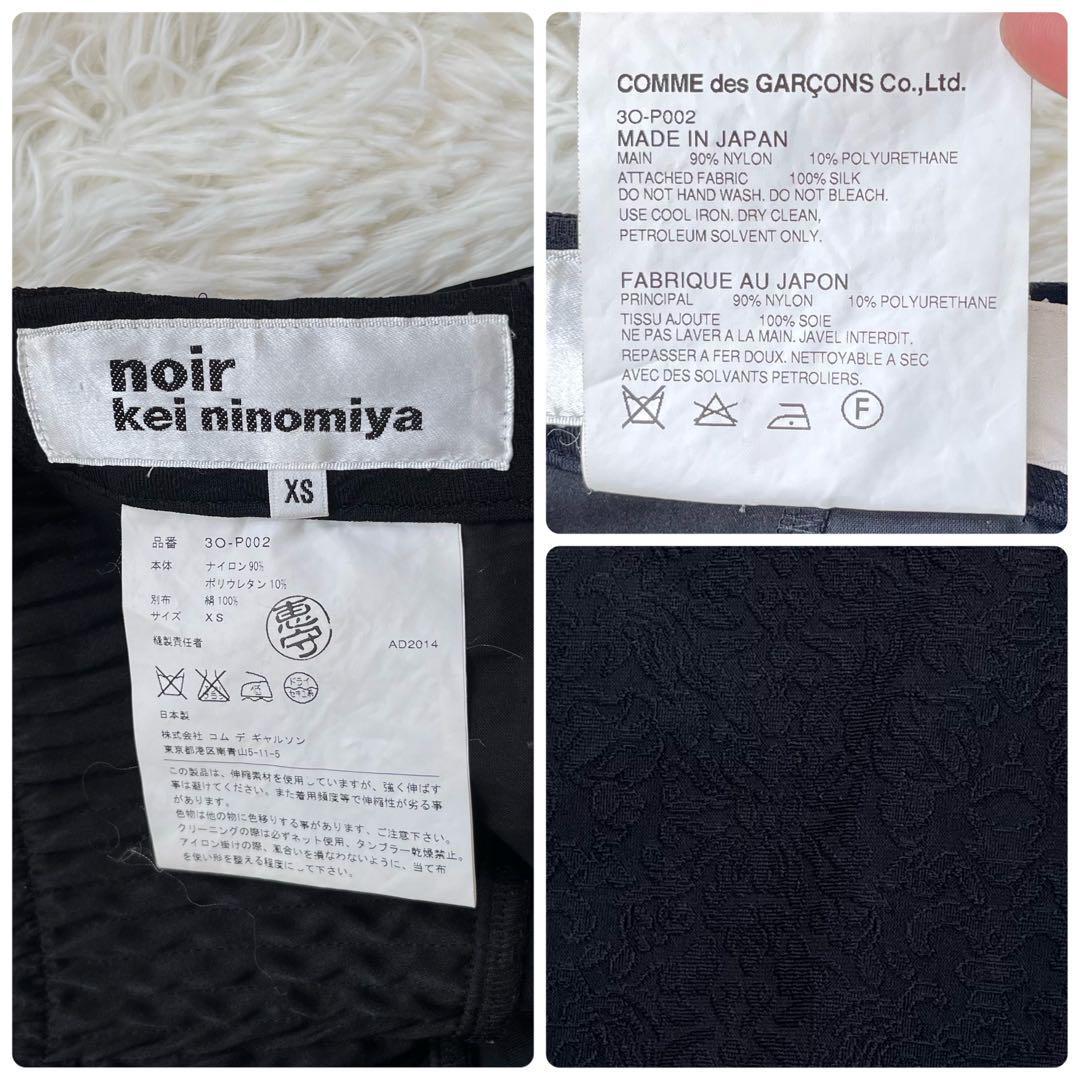 noir
kei ninomiya
XS
品番 3O-P002
本体 ナイロン90%
ポリウレタン10%
別布 絹100%
サイズ XS
縫製責任者
AD2014
ドライ
セキユ系
日本製
株式会社 コム デ ギャルソン
東京都港区南青山5-11-5
この製品は、伸縮素材を使用していますが、強く伸ばす
事は避けてください。また着用頻度等で伸縮性が劣る事
があります。
色物は他の物に色移りする事があります、ご注意下さい。
クリーニングの際は必ずネット使用、タンブラー乾燥禁止。
アイロン掛けの際、風合いを損なわないように、当て布
を使い形を整える程度にして下さい。
COMME des GARÇONS Co.,Ltd.
3O-P002
MADE IN JAPAN
MAIN 90% NYLON 10% POLYURETHANE
ATTACHED FABRIC 100% SILK
DO NOT HAND WASH. DO NOT BLEACH.
USE COOL IRON. DRY CLEAN,
PETROLEUM SOLVENT ONLY.
FABRIQUE AU JAPON
PRINCIPAL 90% NYLON 10% POLYURETHANE
TISSU AJOUTE 100% SOIE
NE PAS LAVER A LA MAIN. JAVEL INTERDIT.
REPASSER A FER DOUX. NETTOYABLE A SEC
AVEC DES SOLVANTS PETROLIERS.
F